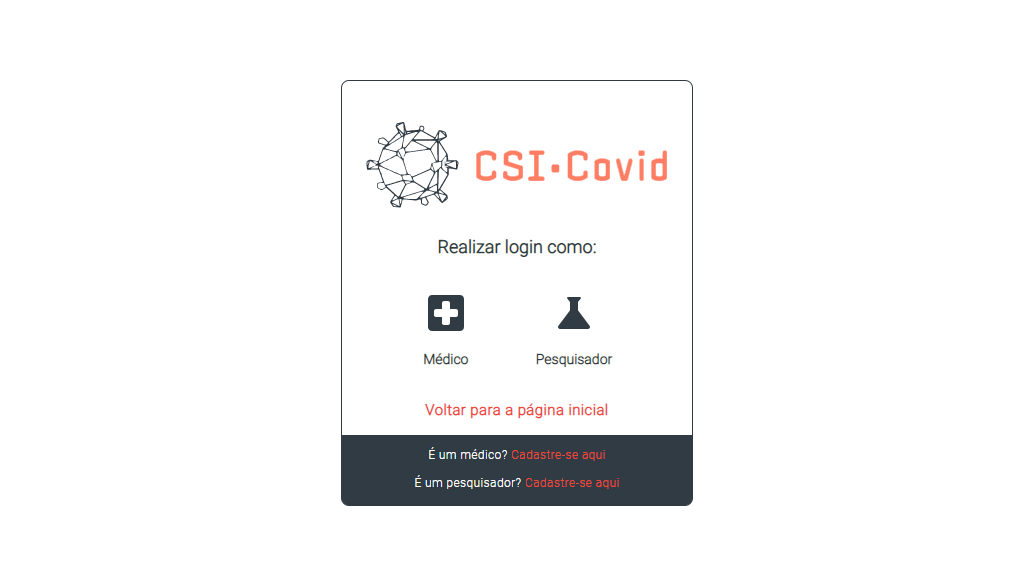 CSI·Covid
Realizar login como:
Médico
Pesquisador
Voltar para a página inicial
É um médico? Cadastre-se aqui
É um pesquisador? Cadastre-se aqui